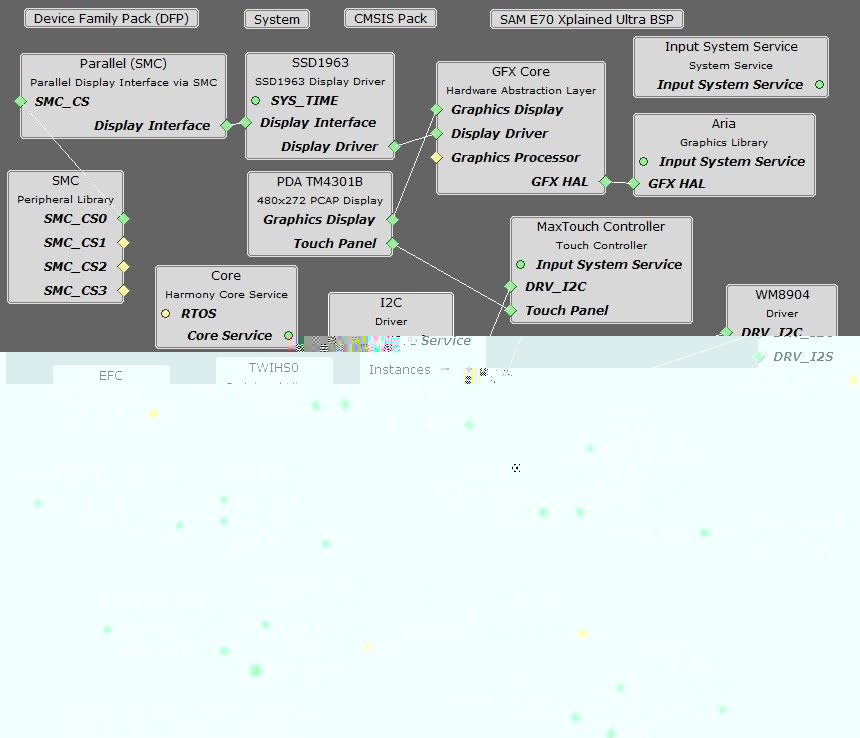 Device Family Pack (DFP)
System
CMSIS Pack
SAM E70 Xplained Ultra BSP
Parallel (SMC)
Parallel Display Interface via SMC
SMC_CS
Display Interface
SSD1963
SSD1963 Display Driver
SYS_TIME
Display Interface
Display Driver
GFX Core
Hardware Abstraction Layer
Graphics Display
Display Driver
Graphics Processor
GFX HAL
Input System Service
System Service
Input System Service
Aria
Graphics Library
Input System Service
GFX HAL
SMC
Peripheral Library
SMC_CS0
SMC_CS1
SMC_CS2
SMC_CS3
PDA TM4301B
480x272 PCAP Display
Graphics Display
Touch Panel
MaxTouch Controller
Touch Controller
Input System Service
DRV_I2C
Touch Panel
Core
Harmony Core Service
RTOS
Core Service
I2C
Driver
Service
WM8904
Driver
DRV_I2C
DRV_I2S
EFC
TWIHS0
Instances